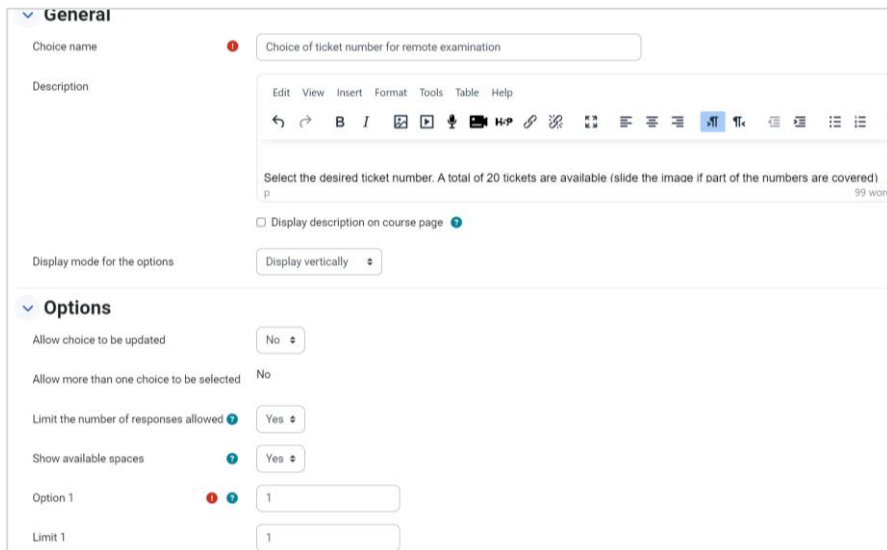 General
Choice name
Choice of ticket number for remote examination
Description
Edit View Insert Format Tools Table Help
B I H-P
Select the desired ticket number. A total of 20 tickets are available (slide the image if part of the numbers are covered)
p 99 wor
Display description on course page
Display mode for the options Display vertically
Options
Allow choice to be updated No
Allow more than one choice to be selected No
Limit the number of responses allowed Yes
Show available spaces Yes
Option 1 1
Limit 1 1